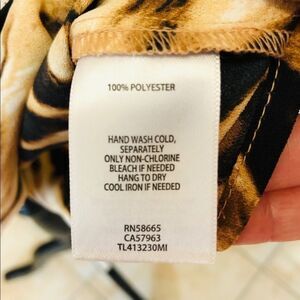 100% POLYESTER
HAND WASH COLD,
SEPARATELY
ONLY NON-CHLORINE
BLEACH IF NEEDED
HANG TO DRY
COOL IRON IF NEEDED
RN58665
CA57963
TL413230MI